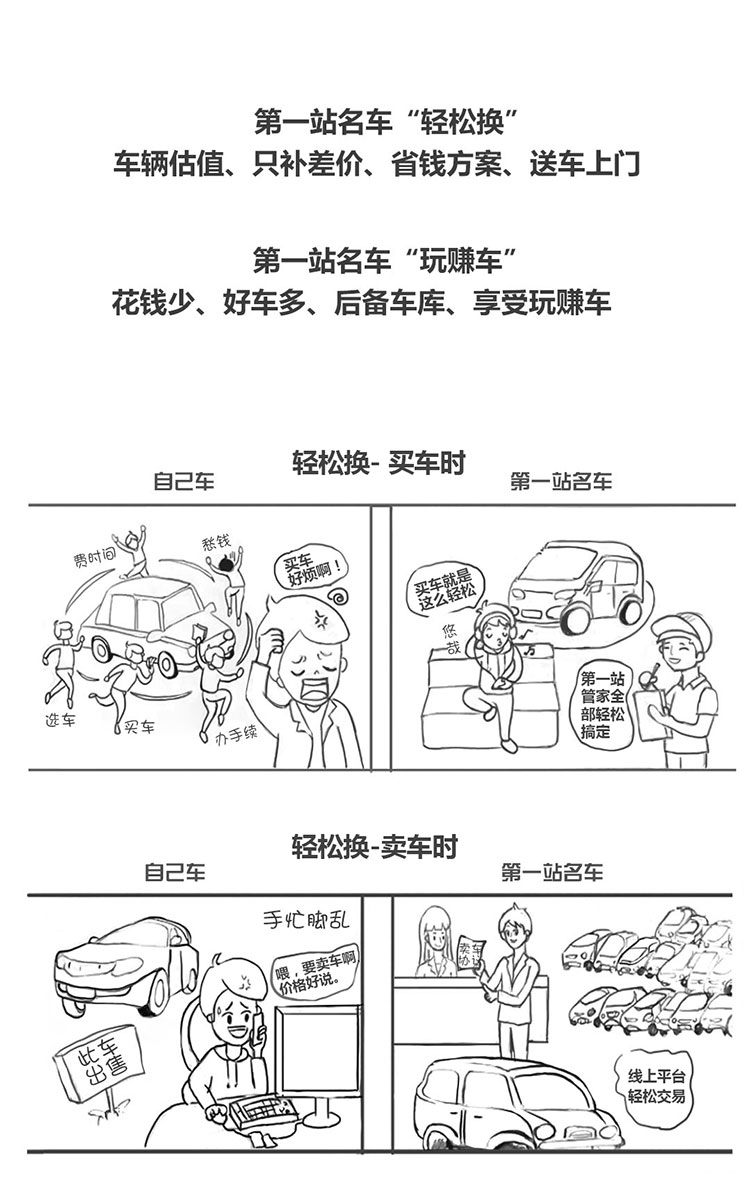 第一站名车“轻松换”
车辆估值、只补差价、省钱方案、送车上门
第一站名车“玩赚车”
花钱少、好车多、后备车库、享受玩赚车
轻松换- 买车时
自己车
第一站名车
费时间
愁钱
买车
好烦啊！
选车
买车
办手续
买车就是
这么轻松
悠
哉
第一站
管家全
部轻松
搞定
轻松换-卖车时
自己车
第一站名车
手忙脚乱
喂，要卖车啊
价格好说。
此车
出售
卖车
协议
线上平台
轻松交易